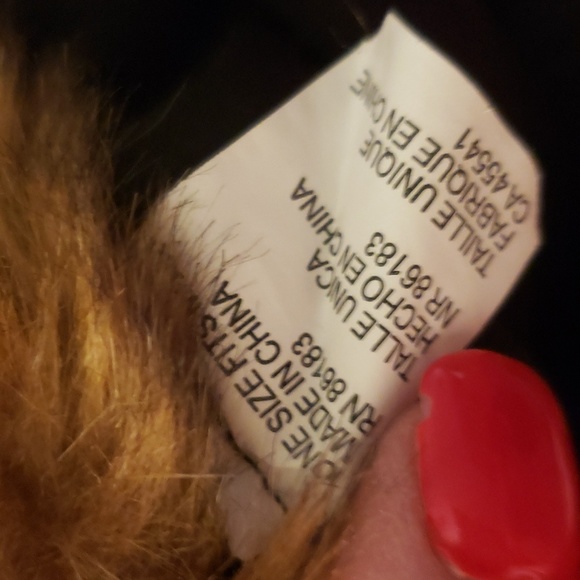 ONE SIZE FITS
MADE IN CHINA
RN 86183
TALLE UNICA
HECHO EN CHINA
NR 86183
TAILLE UNIQUE
FABRIQUE EN CHINE
CA 45541